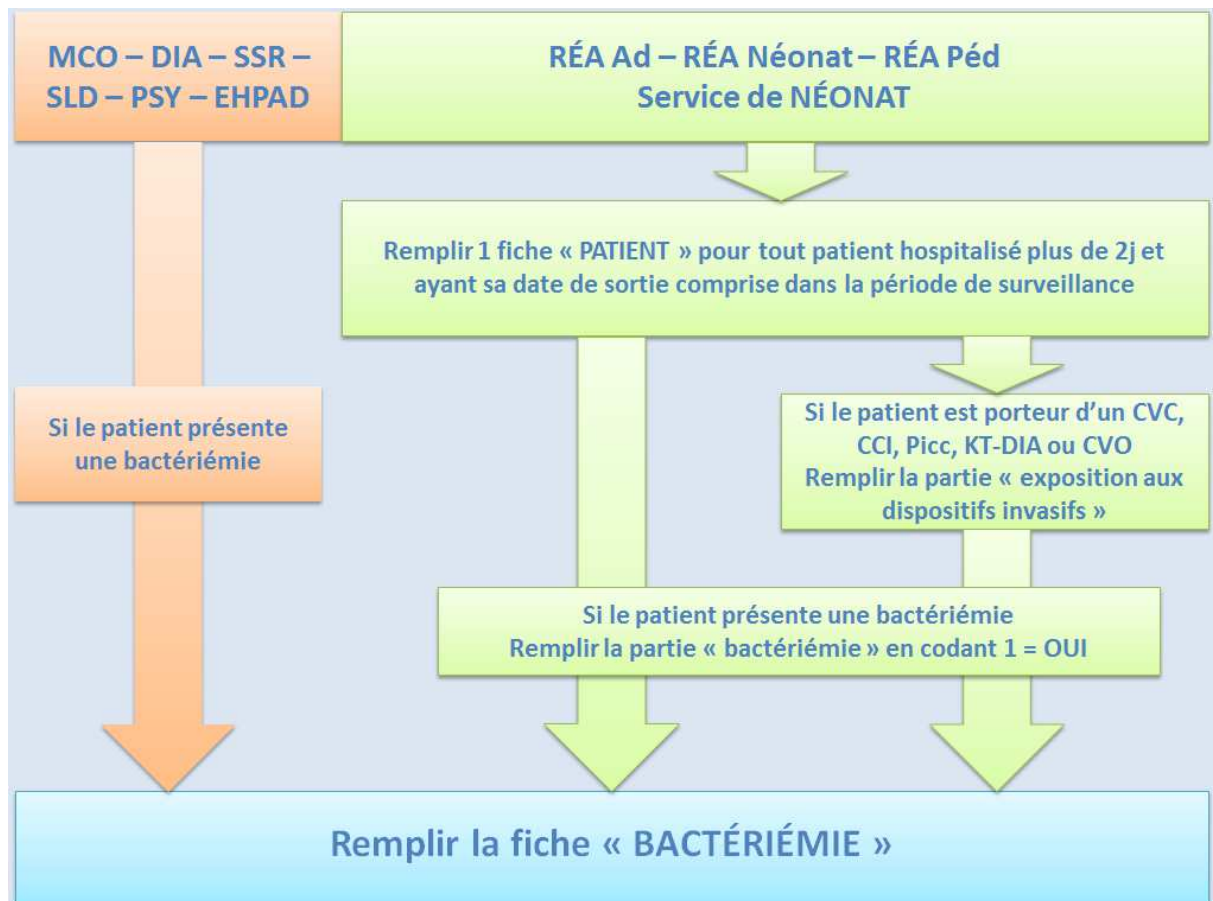 MCO – DIA – SSR –
SLD – PSY – EHPAD
RÉA Ad – RÉA Néonat – RÉA Péd
Service de NÉONAT
Remplir 1 fiche « PATIENT » pour tout patient hospitalisé plus de 2j et
ayant sa date de sortie comprise dans la période de surveillance
Si le patient présente
une bactériémie
Si le patient est porteur d’un CVC,
CCI, Picc, KT-DIA ou CVO
Remplir la partie « exposition aux
dispositifs invasifs »
Si le patient présente une bactériémie
Remplir la partie « bactériémie » en codant 1 = OUI
Remplir la fiche « BACTÉRIÉMIE »